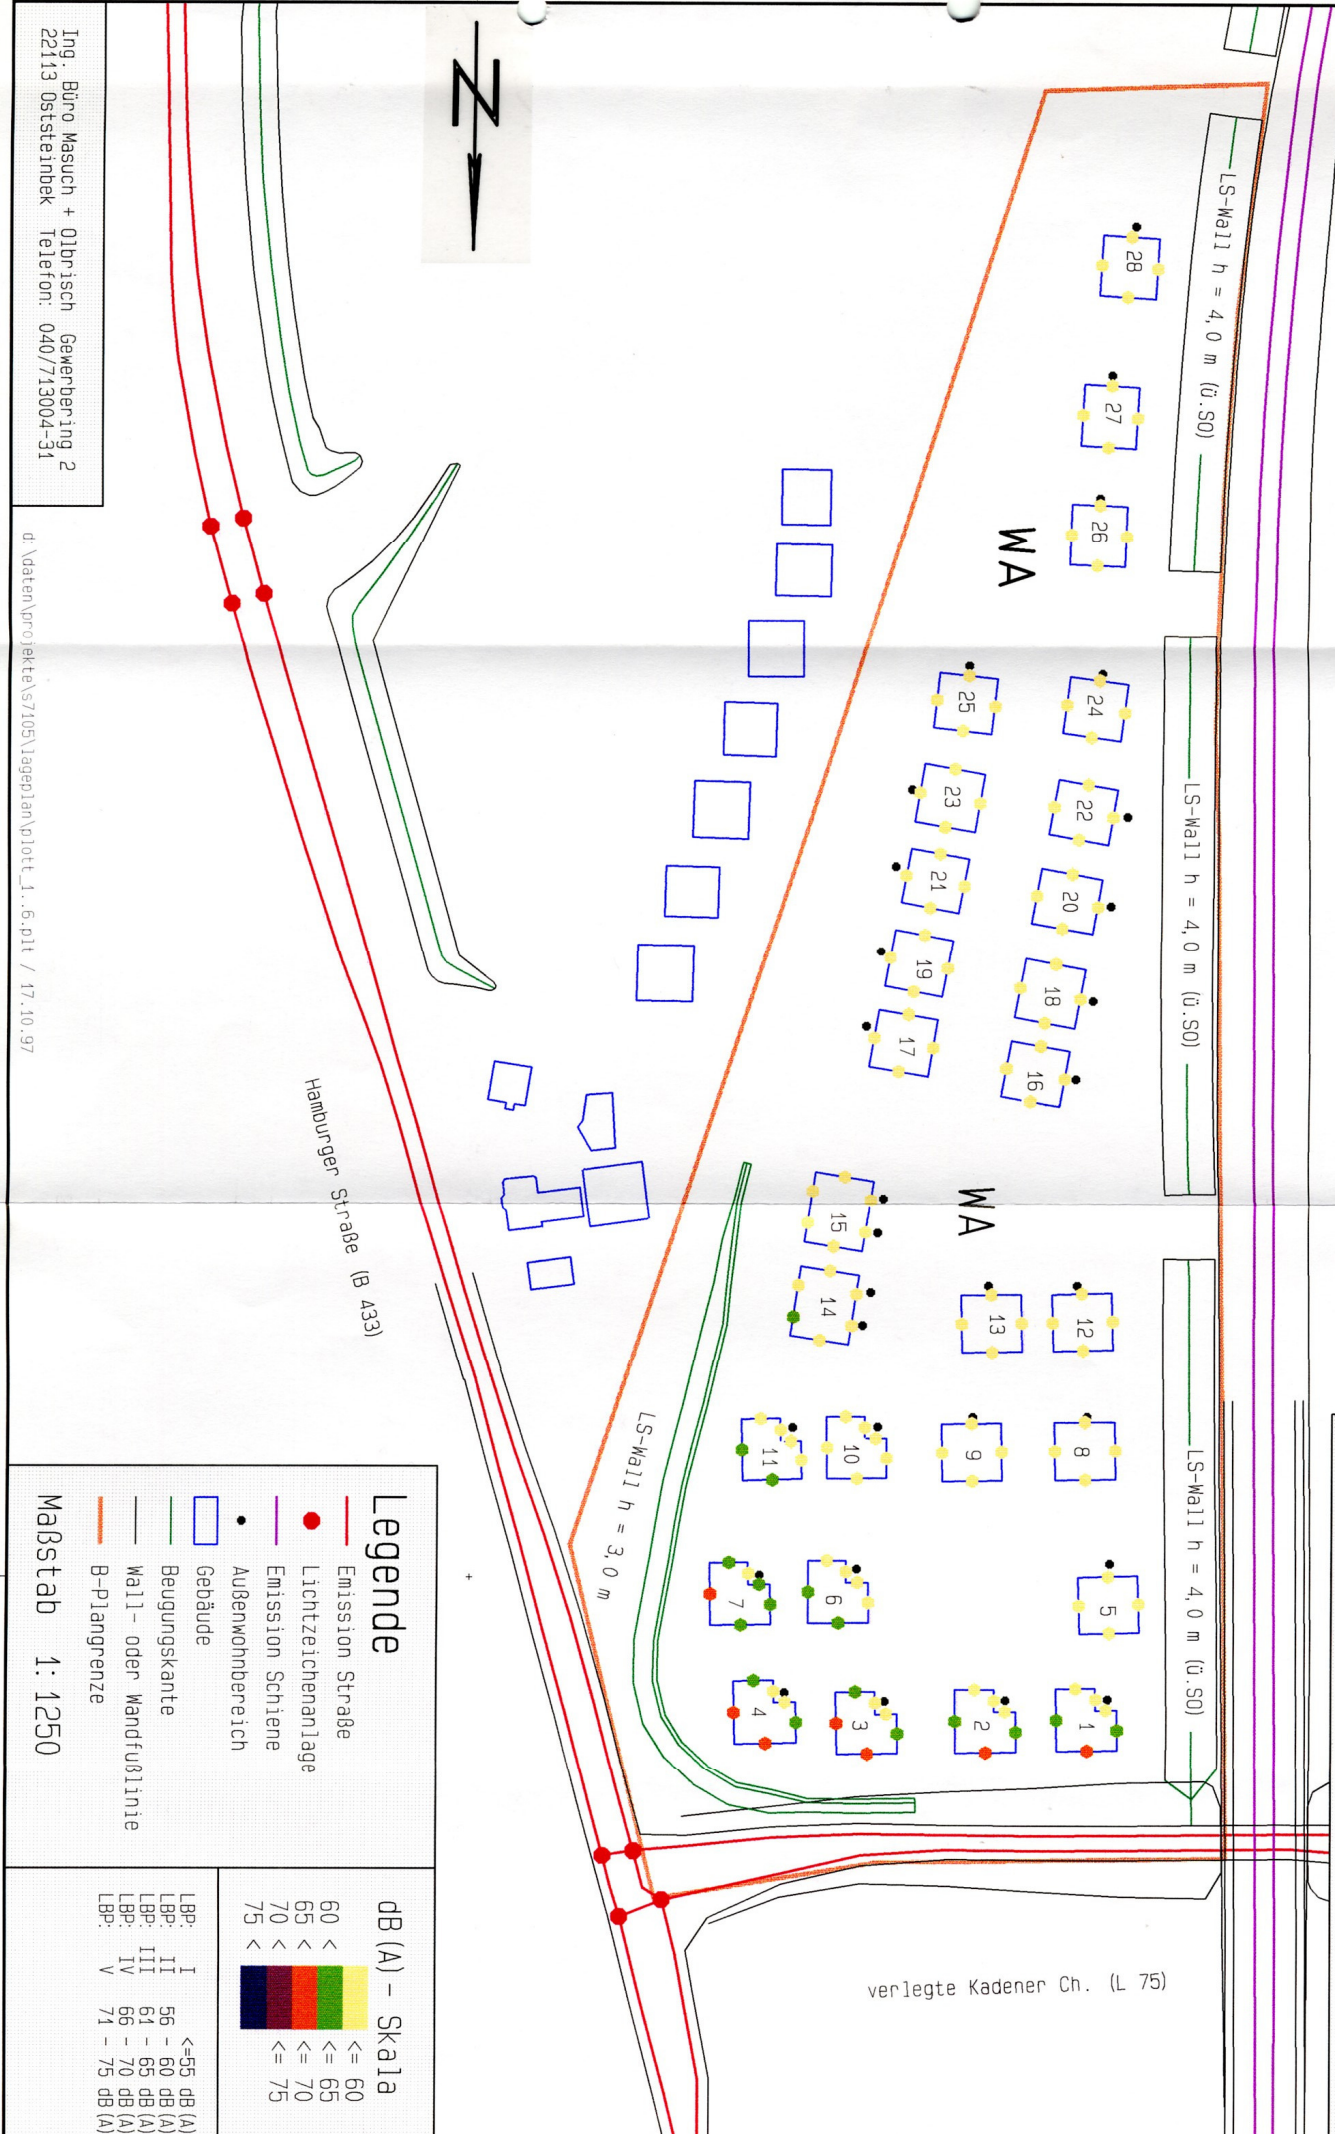 Ing. Büro Masuch + Olbrisch Gewerbering 2
22113 Oststeinbek Telefon: 040/713004-31
d:\daten\projekte\s7105\lageplan\plott_1..6.plt / 17.10.97
N
LS-Wall h = 4,0 m (ü.SO)
LS-Wall h = 4,0 m (ü.SO)
LS-Wall h = 4,0 m (ü.SO)
28
27
26
WA
24
25
22
23
20
21
18
19
16
17
WA
15
14
12
13
8
9
10
11
5
6
7
1
2
3
4
LS-Wall h = 3,0 m
Hamburger Straße (B 433)
verlegte Kadener Ch. (L 75)
Legende
Emission Straße
Lichtzeichenanlage
Emission Schiene
Außenwohnbereich
Gebäude
Beugungskante
Wall- oder Wandfußlinie
B-Plangrenze
Maßstab 1:1250
dB(A) - Skala
<= 60
60 < <= 65
65 < <= 70
70 < <= 75
75 <
LBP: I <=55 dB(A)
LBP: II 56 - 60 dB(A)
LBP: III 61 - 65 dB(A)
LBP: IV 66 - 70 dB(A)
LBP: V 71 - 75 dB(A)